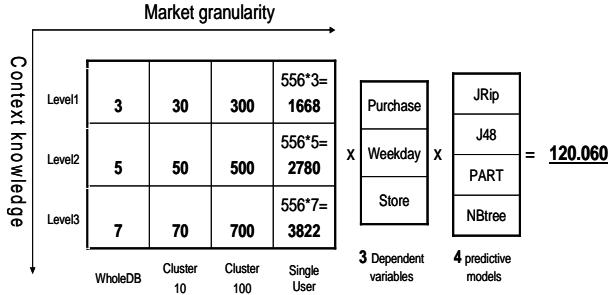 Market granularity
Context knowledge
Level1
3
30
300
556*3=
1668
Level2
5
50
500
556*5=
2780
Level3
7
70
700
556*7=
3822
WholeDB
Cluster
10
Cluster
100
Single
User
x
Purchase
Weekday
Store
3 Dependent
variables
x
JRip
J48
PART
NBtree
4 predictive
models
= 120.060